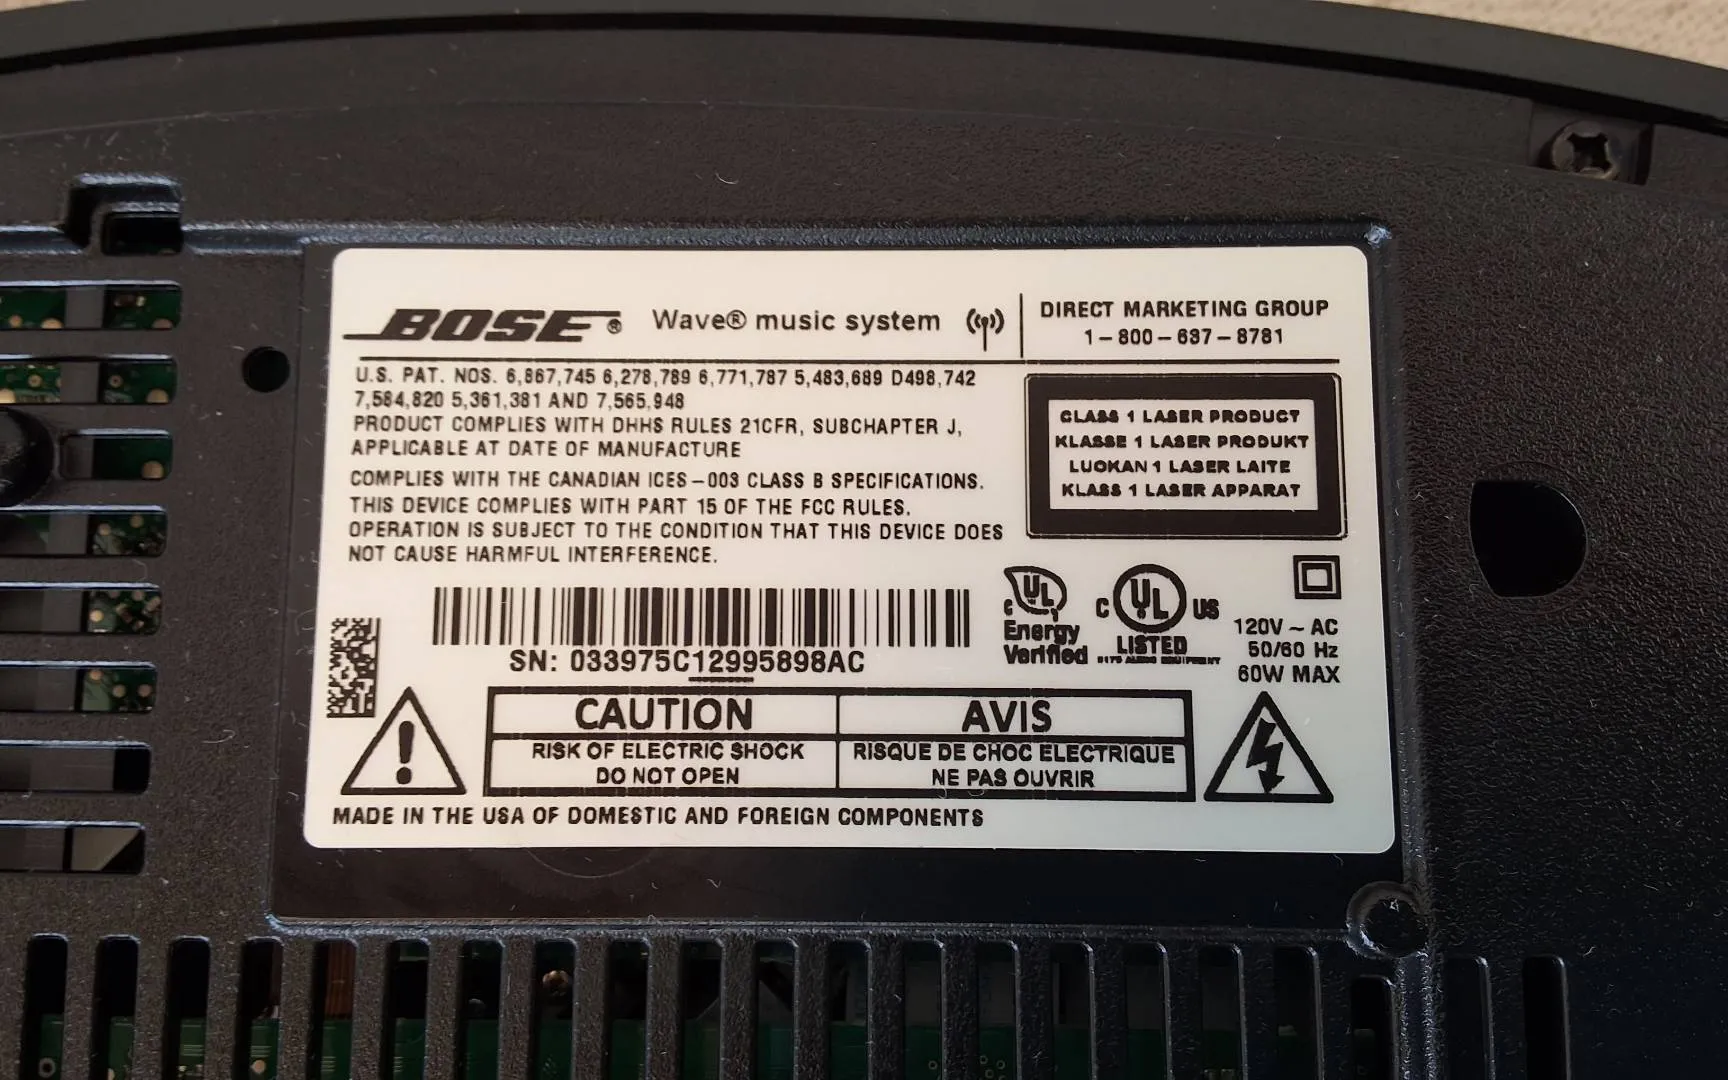 BOSE® Wave® music system
DIRECT MARKETING GROUP
1-800-637-8781
U.S. PAT. NOS. 6,867,745 6,278,789 6,771,787 5,483,689 D498,742
7,584,820 5,361,381 AND 7,565,948
PRODUCT COMPLIES WITH DHHS RULES 21CFR, SUBCHAPTER J,
APPLICABLE AT DATE OF MANUFACTURE
COMPLIES WITH THE CANADIAN ICES-003 CLASS B SPECIFICATIONS.
THIS DEVICE COMPLIES WITH PART 15 OF THE FCC RULES.
OPERATION IS SUBJECT TO THE CONDITION THAT THIS DEVICE DOES
NOT CAUSE HARMFUL INTERFERENCE.
CLASS 1 LASER PRODUCT
KLASSE 1 LASER PRODUKT
LUOKAN 1 LASER LAITE
KLASS 1 LASER APPARAT
c UL
Energy
Verified
C UL US
LISTED
120V ~ AC
50/60 Hz
60W MAX
SN: 033975C12995898AC
CAUTION
RISK OF ELECTRIC SHOCK
DO NOT OPEN
AVIS
RISQUE DE CHOC ELECTRIQUE
NE PAS OUVRIR
MADE IN THE USA OF DOMESTIC AND FOREIGN COMPONENTS